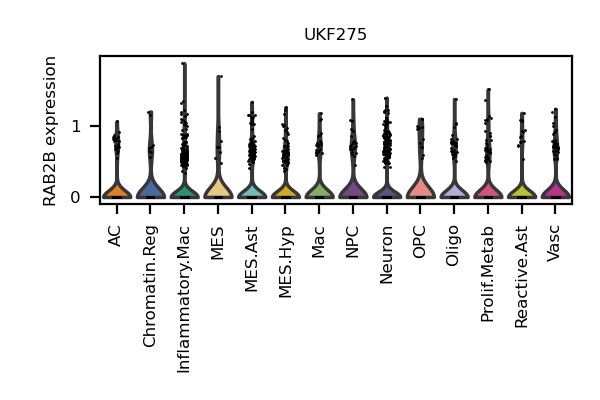 UKF275
RAB2B expression
1
0
AC
Chromatin.Reg
Inflammatory.Mac
MES
MES.Ast
MES.Hyp
Mac
NPC
Neuron
OPC
Oligo
Prolif.Metab
Reactive.Ast
Vasc